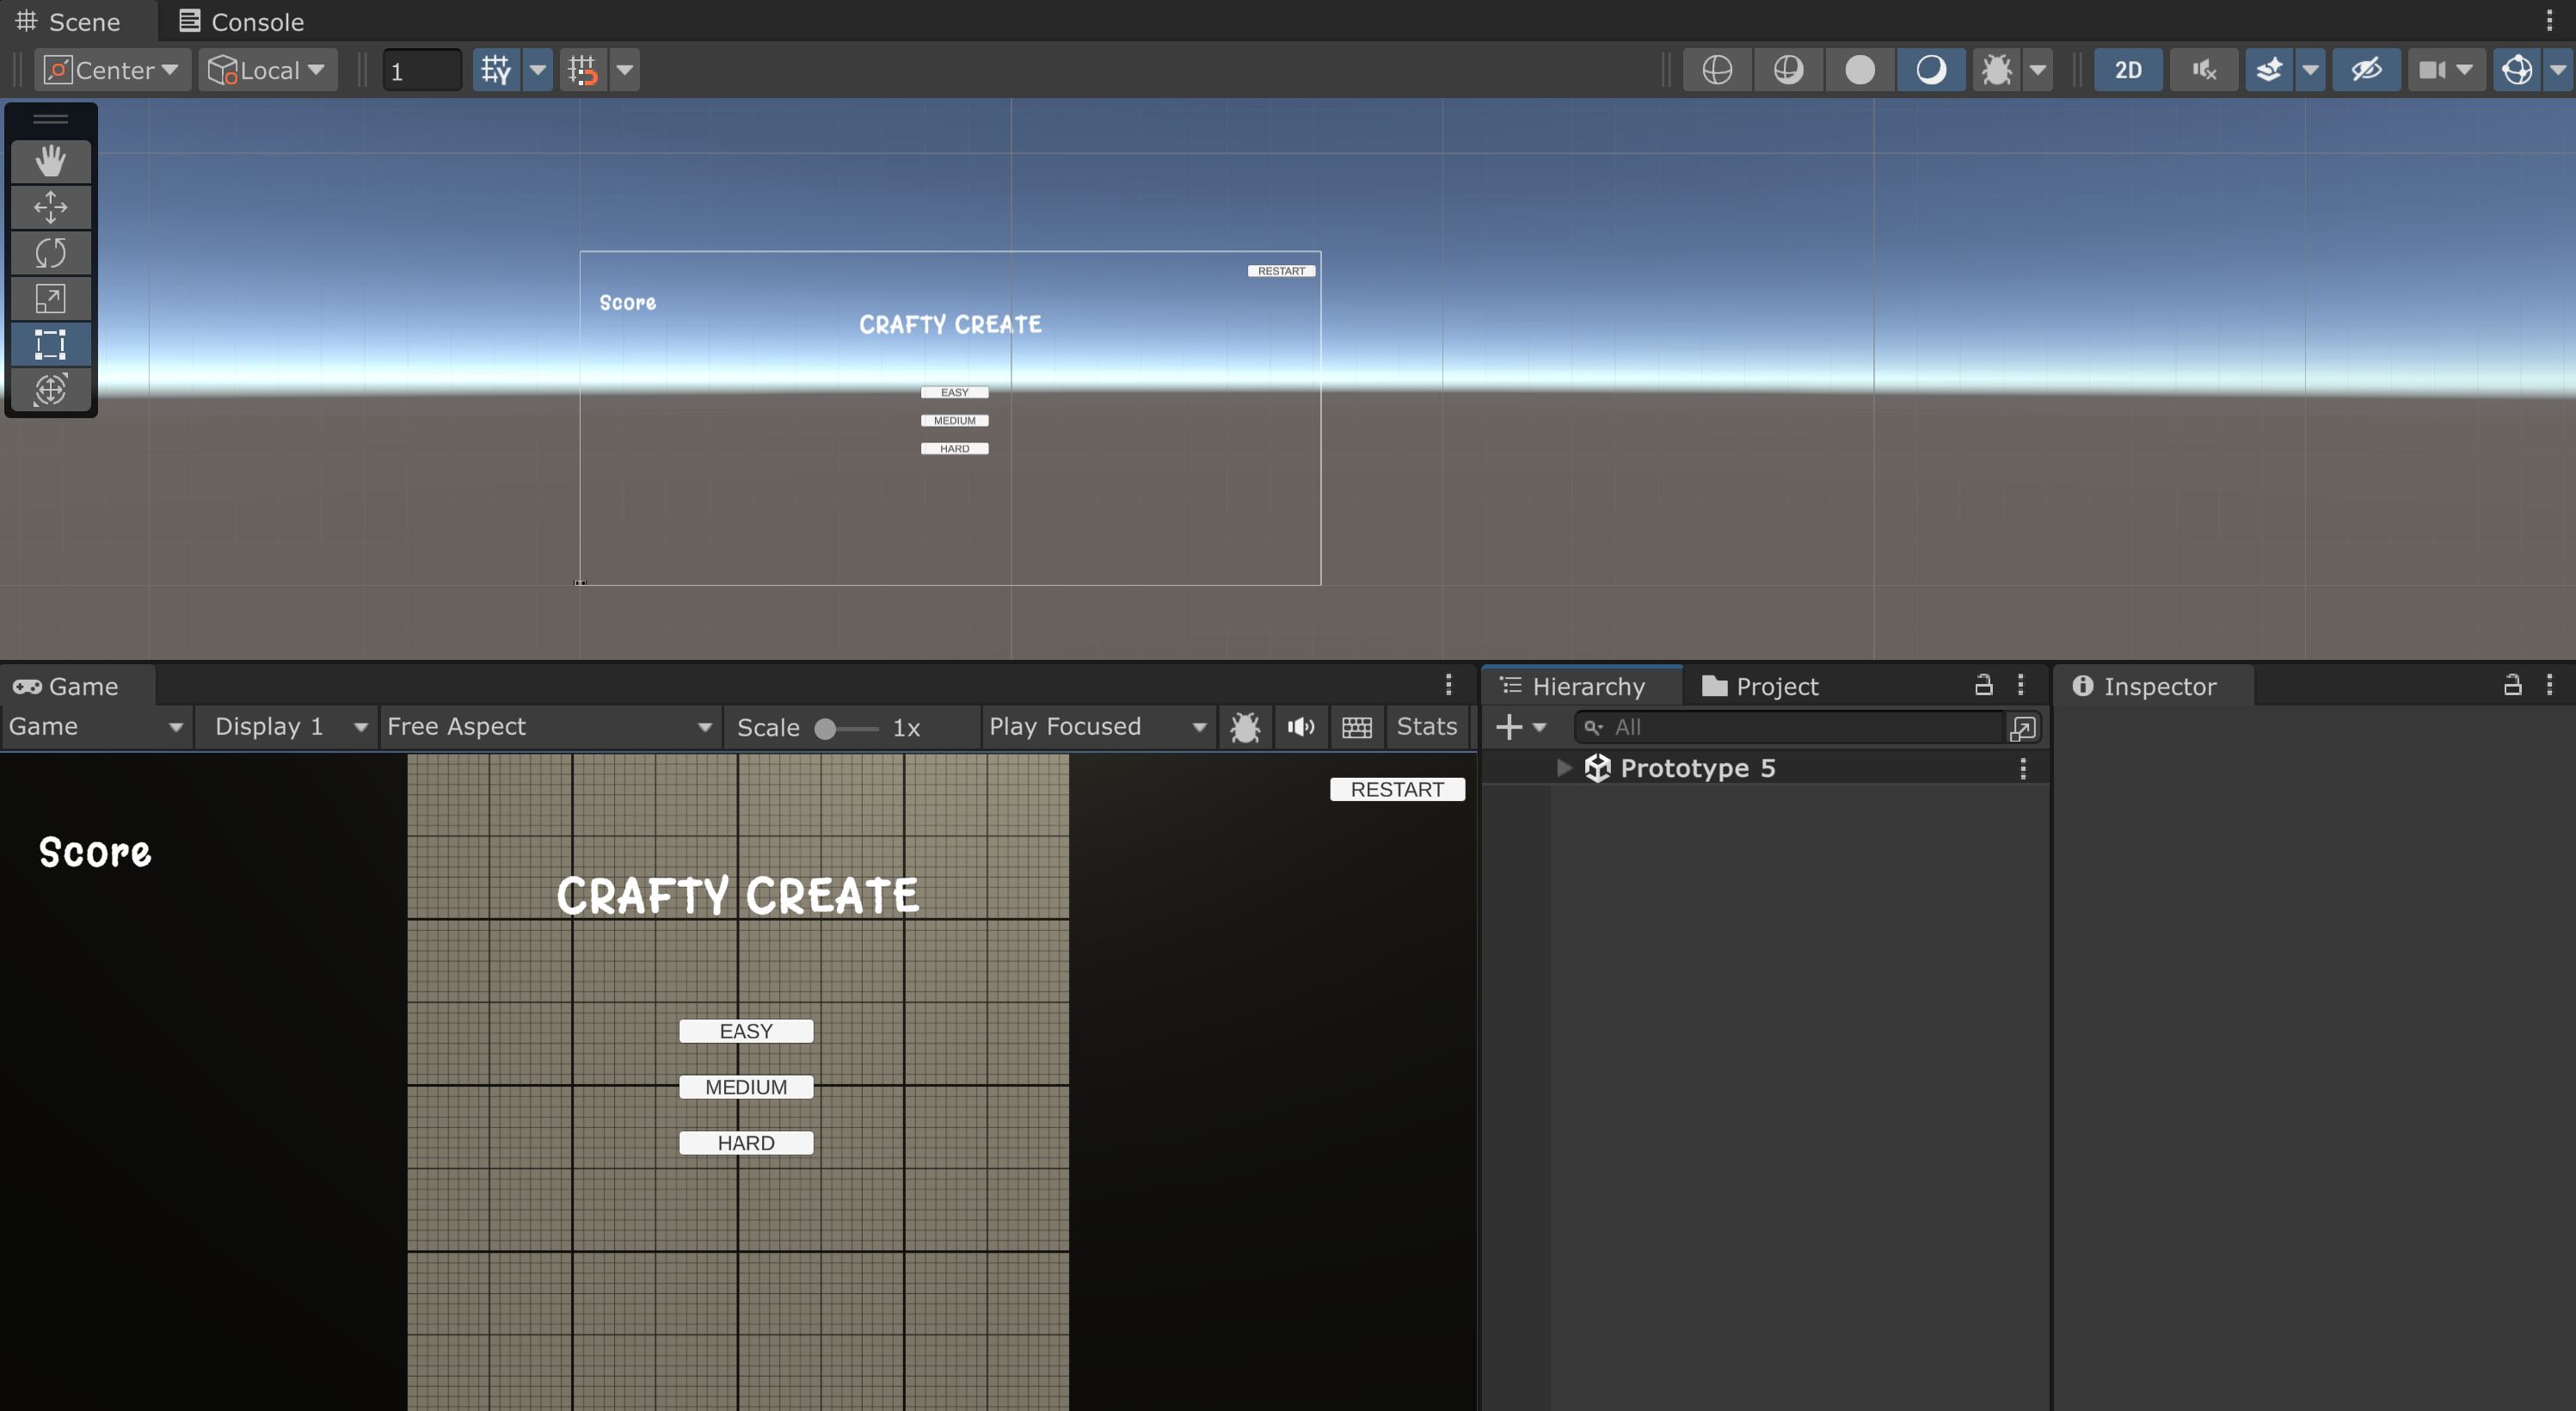 Scene Console
Center Local 1 2D
RESTART
Score
CRAFTY CREATE
EASY
MEDIUM
HARD
Game
Game Display 1 Free Aspect Scale 1x Play Focused Stats
RESTART
Score
CRAFTY CREATE
EASY
MEDIUM
HARD
Hierarchy Project
All
Prototype 5
Inspector